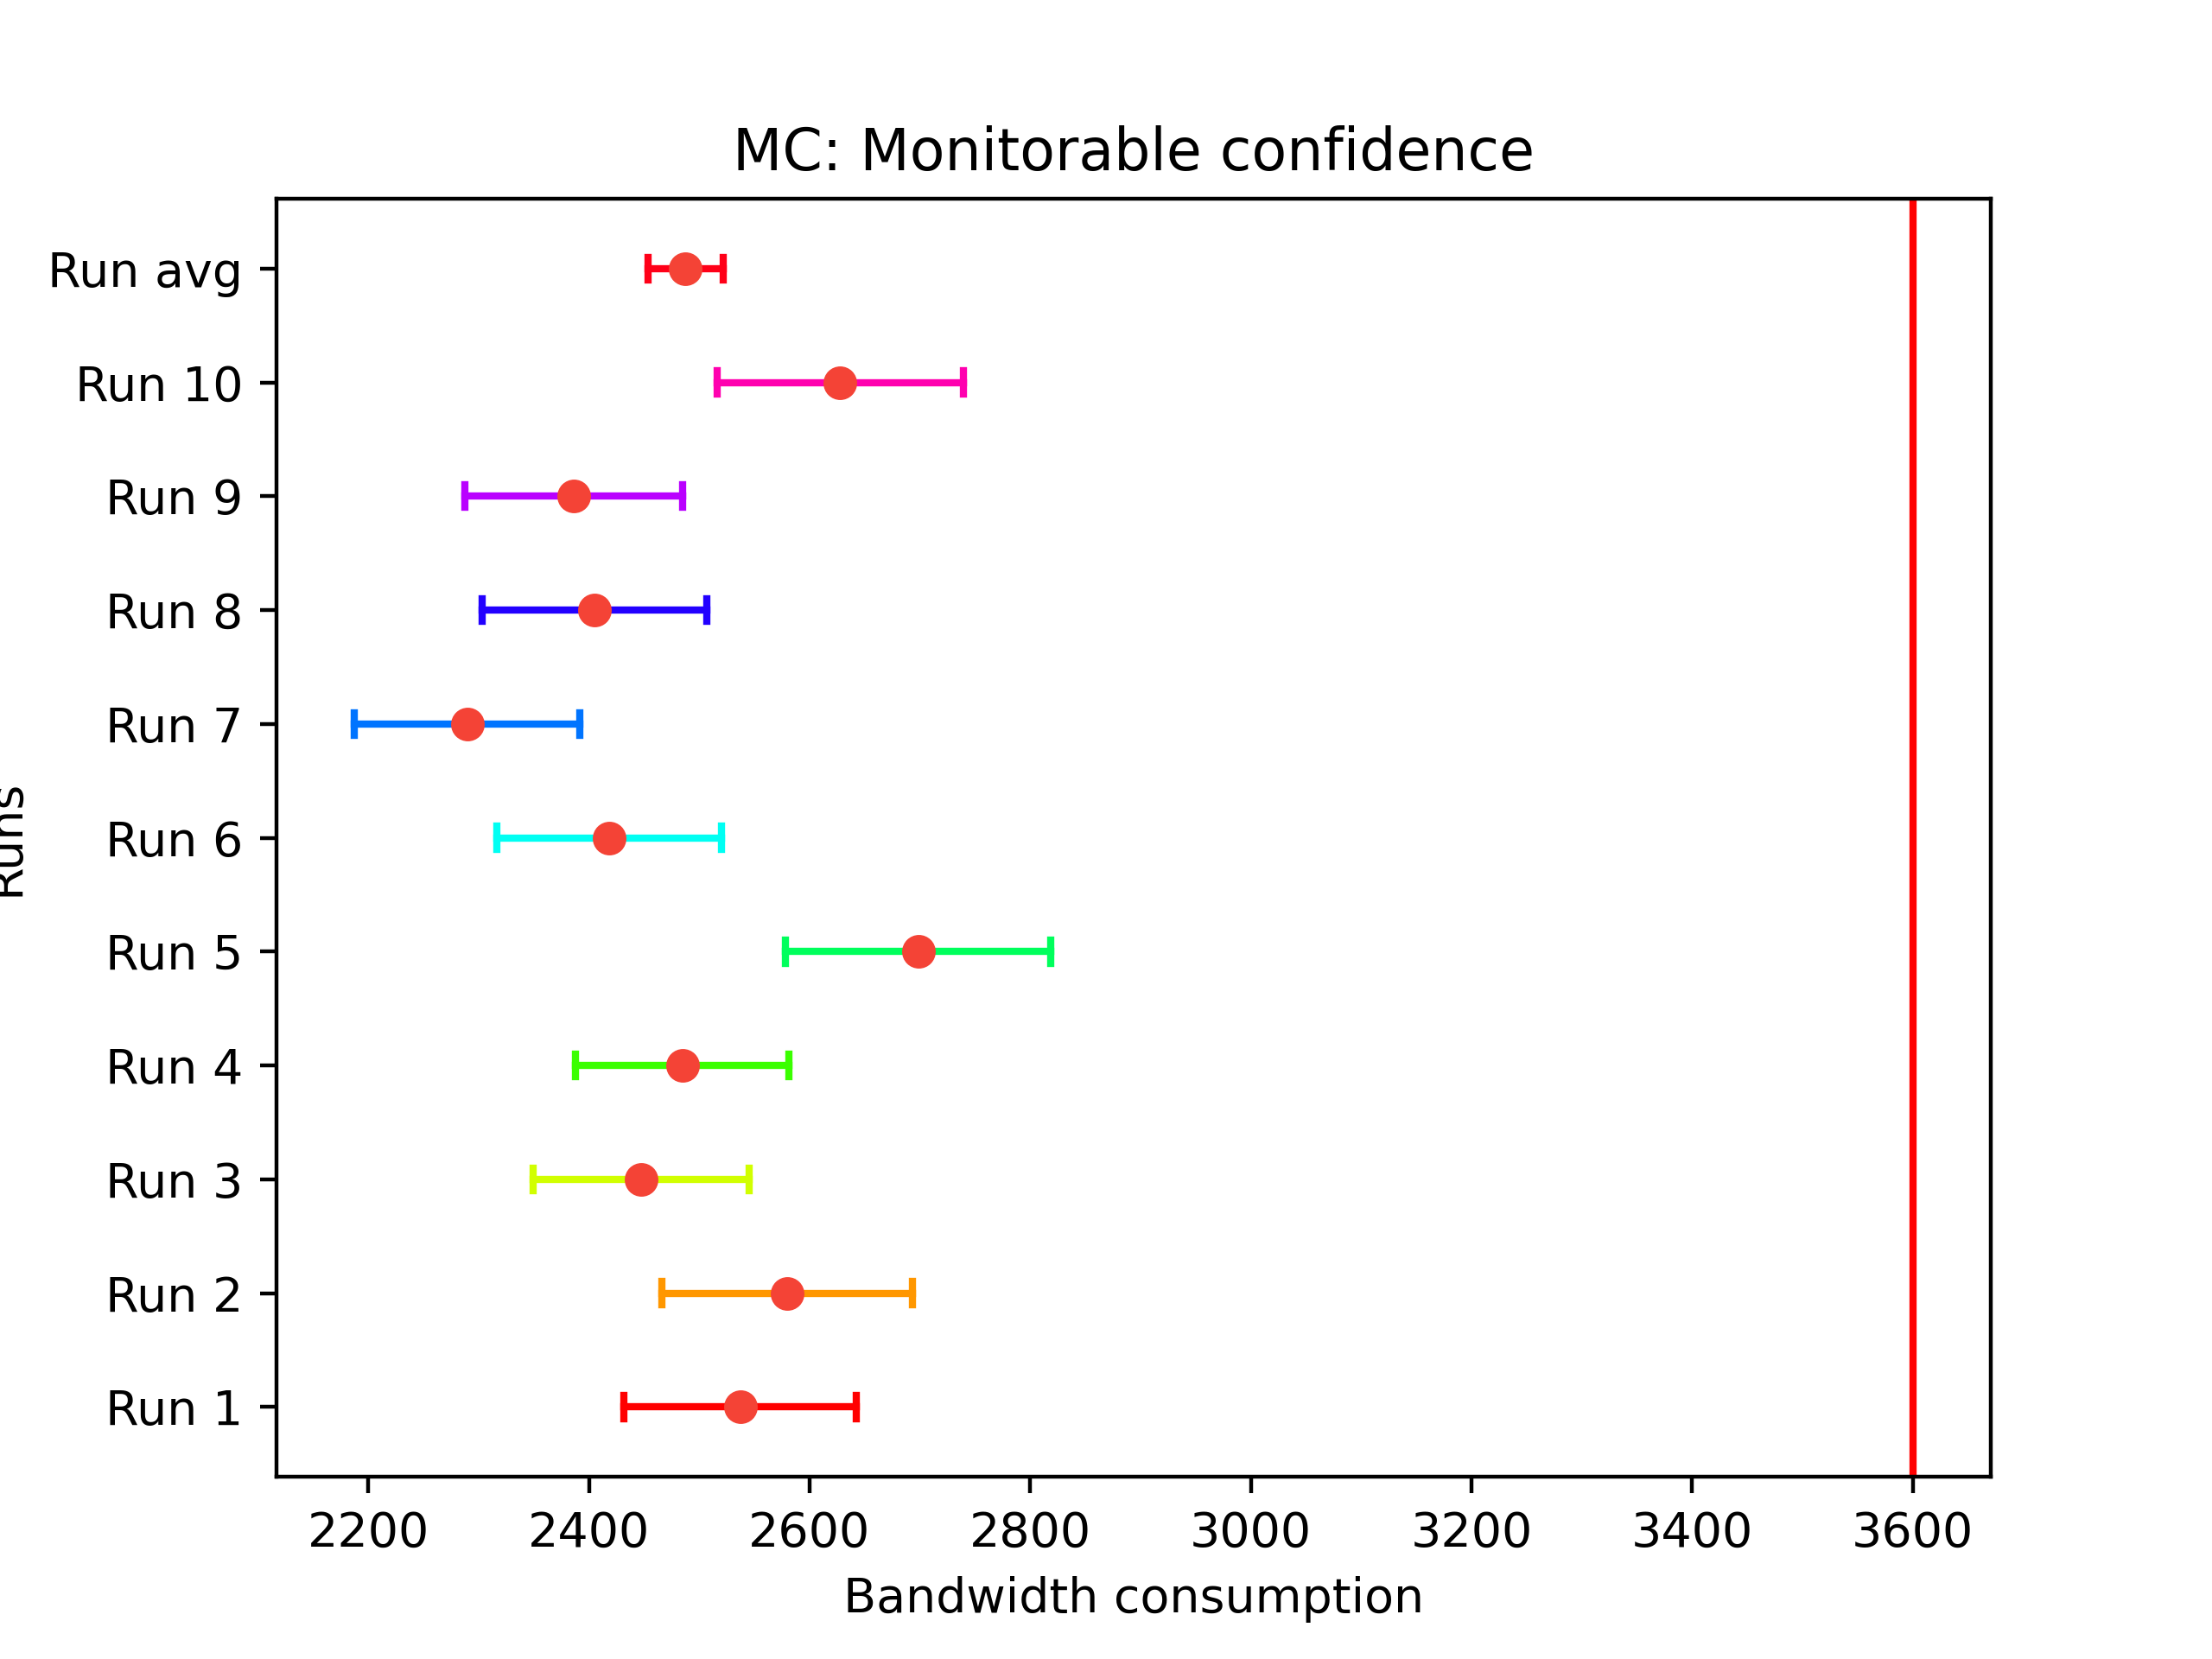 MC: Monitorable confidence
Run avg
Run 10
Run 9
Run 8
Run 7
Run 6
Run 5
Run 4
Run 3
Run 2
Run 1
Runs
2200 2400 2600 2800 3000 3200 3400 3600
Bandwidth consumption